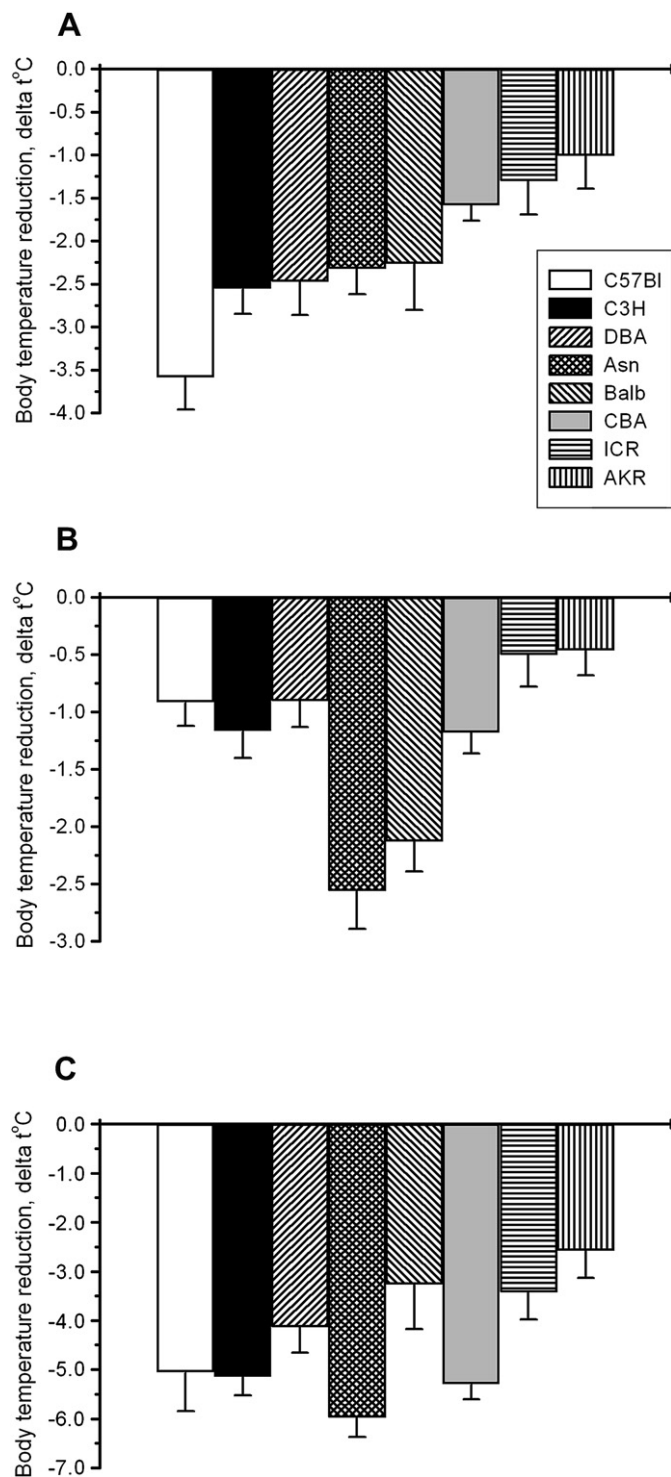 A
Body temperature reduction, delta t°C
0.0
-0.5
-1.0
-1.5
-2.0
-2.5
-3.0
-3.5
-4.0
C57Bl
C3H
DBA
Asn
Balb
CBA
ICR
AKR
B
Body temperature reduction, delta t°C
0.0
-0.5
-1.0
-1.5
-2.0
-2.5
-3.0
C
Body temperature reduction, delta t°C
0.0
-1.0
-2.0
-3.0
-4.0
-5.0
-6.0
-7.0